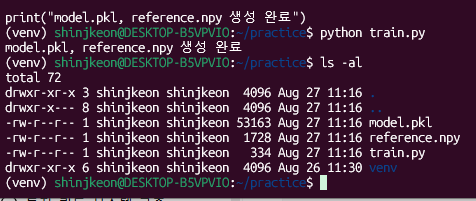 print("model.pkl, reference.npy 생성 완료")
(venv) shinjkeon@DESKTOP-B5VPVIO:~/practice$ python train.py
model.pkl, reference.npy 생성 완료
(venv) shinjkeon@DESKTOP-B5VPVIO:~/practice$ ls -al
total 72
drwxr-xr-x 3 shinjkeon shinjkeon  4096 Aug 27 11:16 .
drwxr-x--- 8 shinjkeon shinjkeon  4096 Aug 27 11:16 ..
-rw-r--r-- 1 shinjkeon shinjkeon 53163 Aug 27 11:16 model.pkl
-rw-r--r-- 1 shinjkeon shinjkeon  1728 Aug 27 11:16 reference.npy
-rw-r--r-- 1 shinjkeon shinjkeon   334 Aug 27 11:16 train.py
drwxr-xr-x 6 shinjkeon shinjkeon  4096 Aug 26 11:30 venv
(venv) shinjkeon@DESKTOP-B5VPVIO:~/practice$